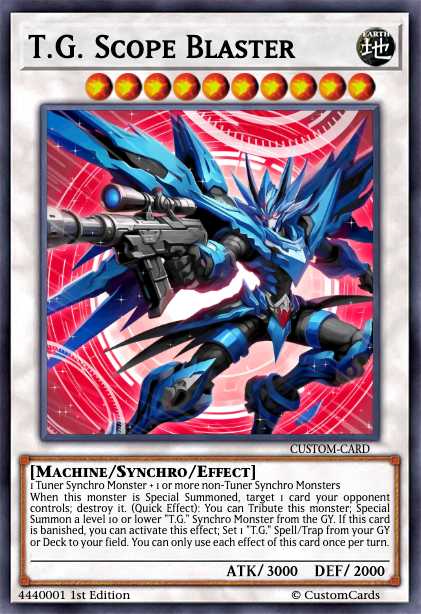 T.G. Scope Blaster
EARTH
地
CUSTOM-CARD
[Machine/Synchro/Effect]
1 Tuner Synchro Monster + 1 or more non-Tuner Synchro Monsters
When this monster is Special Summoned, target 1 card your opponent
controls; destroy it. (Quick Effect): You can Tribute this monster; Special
Summon a level 10 or lower "T.G." Synchro Monster from the GY. If this card
is banished, you can activate this effect; Set 1 "T.G." Spell/Trap from your GY
or Deck to your field. You can only use each effect of this card once per turn.
ATK/ 3000 DEF/ 2000
4440001 1st Edition
© CustomCards